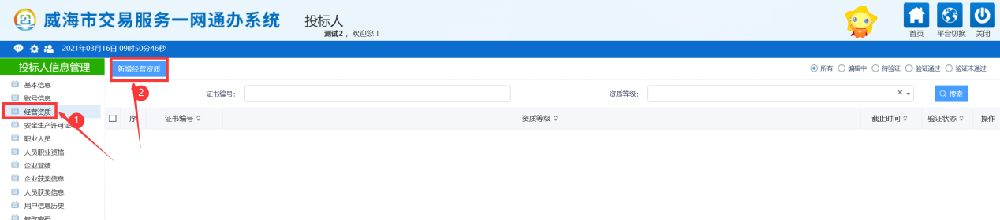 威海市交易服务一网通办系统
投标人
测试2，欢迎您！
首页 平台切换 关闭
2021年03月16日 09时50分46秒
投标人信息管理
新增经营资质
所有 编辑中 待验证 验证通过 验证未通过
基本信息
证书编号： 资质等级： 搜索
账号信息
2
经营资质
1
序 证书编号 资质等级 截止时间 验证状态 操作
安全生产许可证
职业人员
人员职业资格
企业业绩
企业获奖信息
人员获奖信息
用户信息历史
修改密码